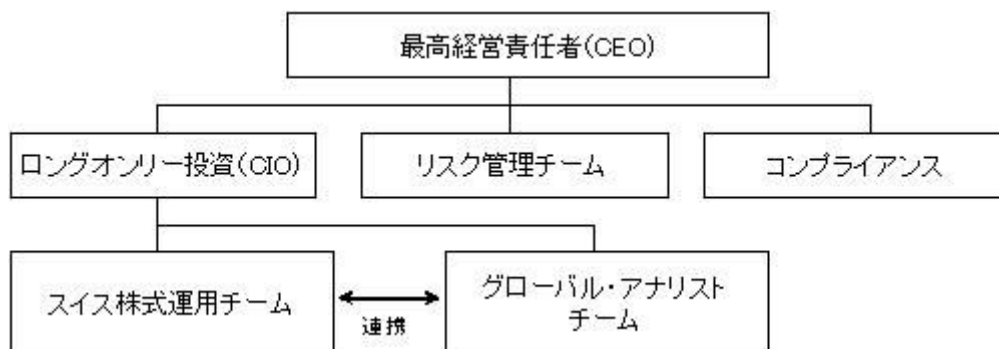 最高経営責任者(CEO)
ロングオンリー投資(CIO)
リスク管理チーム
コンプライアンス
スイス株式運用チーム
連携
グローバル・アナリスト
チーム